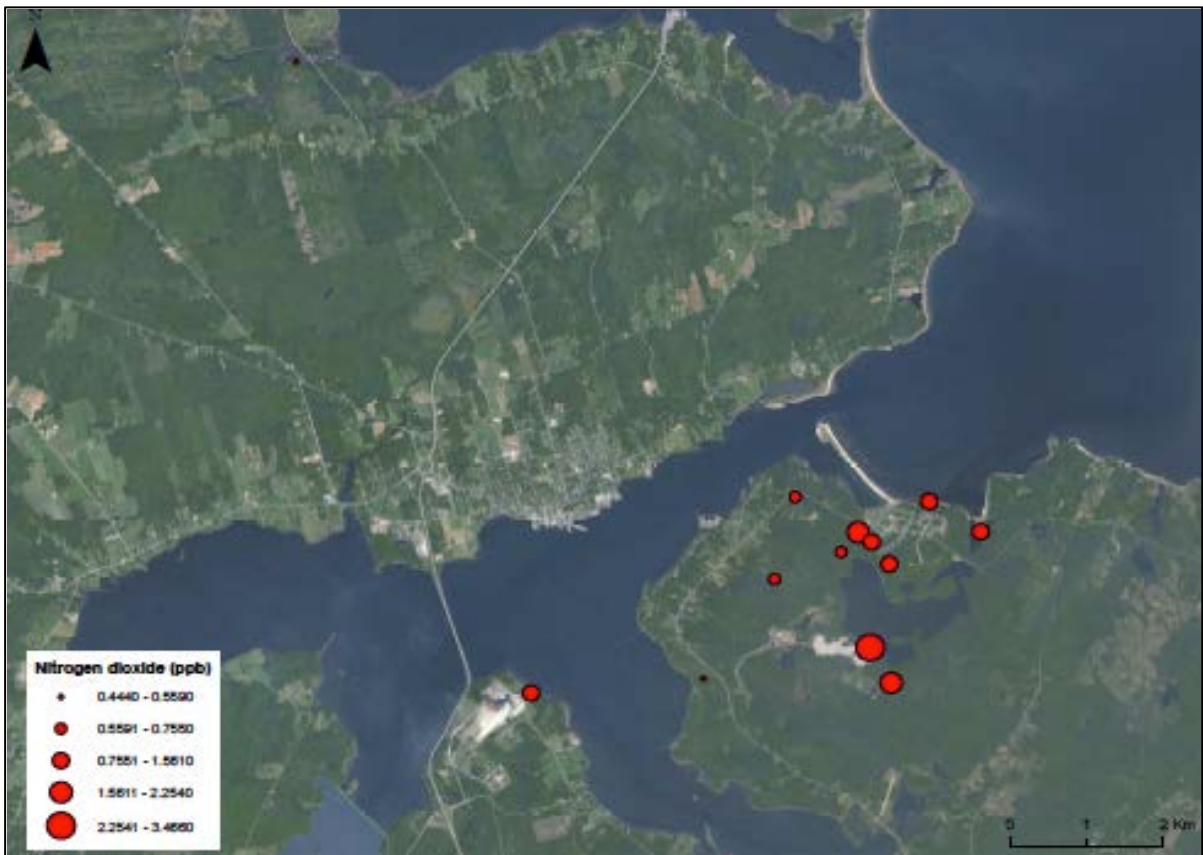 N
Nitrogen dioxide (ppb)
0.4440 - 0.5590
0.5591 - 0.7550
0.7551 - 1.5610
1.5611 - 2.2540
2.2541 - 3.4660
0 1 2 Km